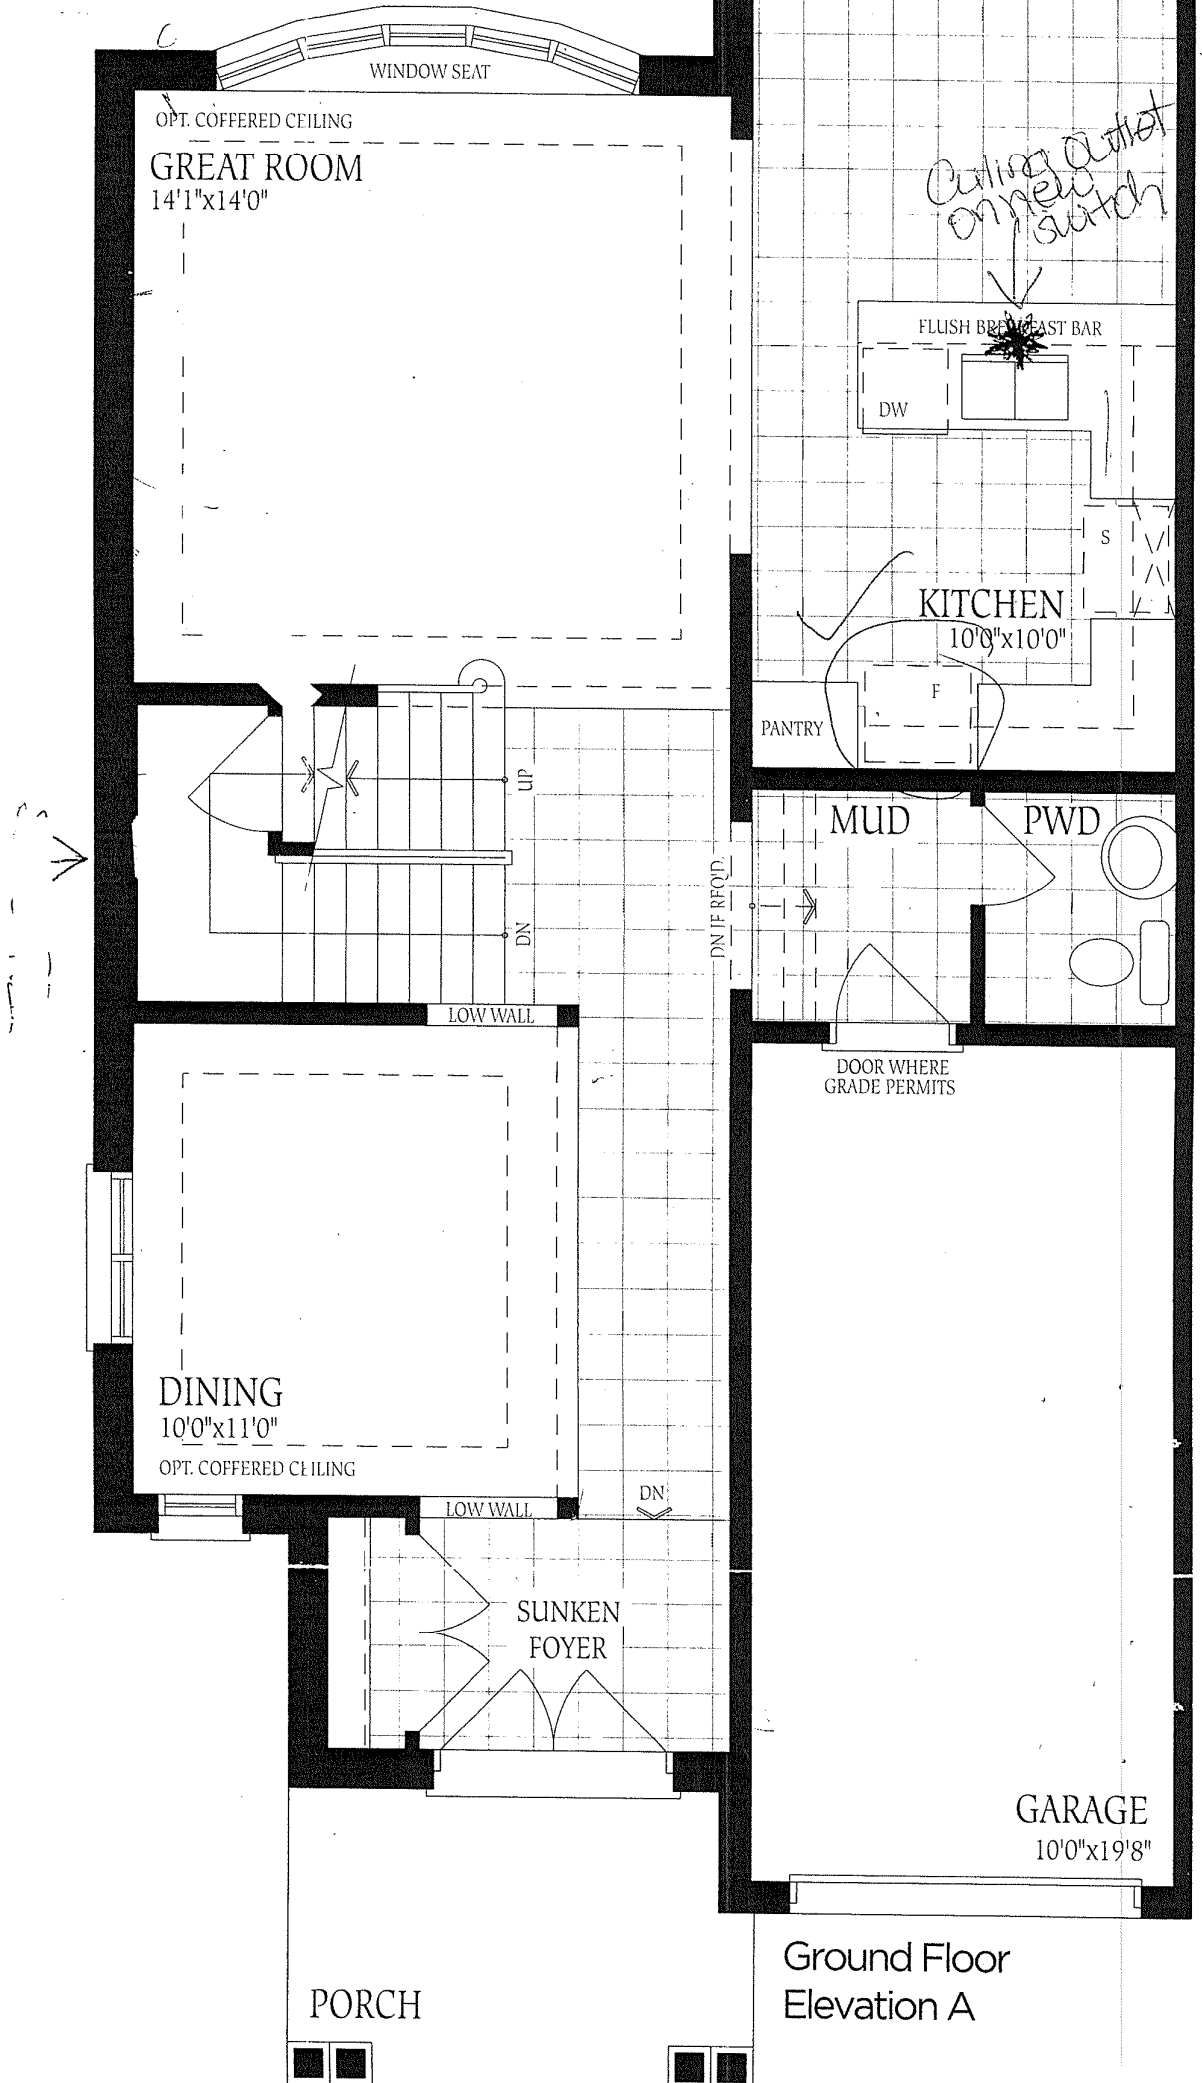 WINDOW SEAT
OPT. COFFERED CEILING
GREAT ROOM
14'1"x14'0"
Ceiling outlet
on new
switch
FLUSH BREAKFAST BAR
DW
S
KITCHEN
10'0"x10'0"
F
PANTRY
UP
MUD
PWD
DN IF REQ'D.
DN
LOW WALL
DOOR WHERE
GRADE PERMITS
DINING
10'0"x11'0"
OPT. COFFERED CEILING
LOW WALL
DN
SUNKEN
FOYER
GARAGE
10'0"x19'8"
PORCH
Ground Floor
Elevation A